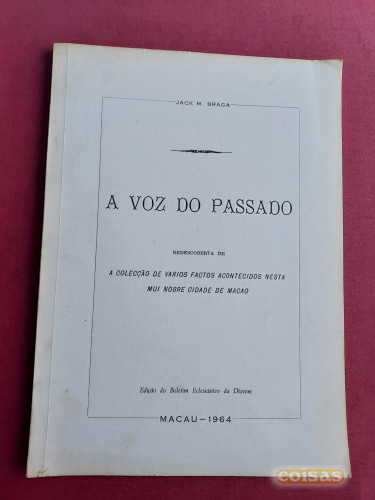 JACK M. BRAGA
A VOZ DO PASSADO
REDESCOBERTA DE
A COLECÇÃO DE VARIOS FACTOS ACONTECIDOS NESTA
MUI NOBRE CIDADE DE MACAO
Edição do Boletim Eclesiástico da Diocese
MACAU—1964
coisas